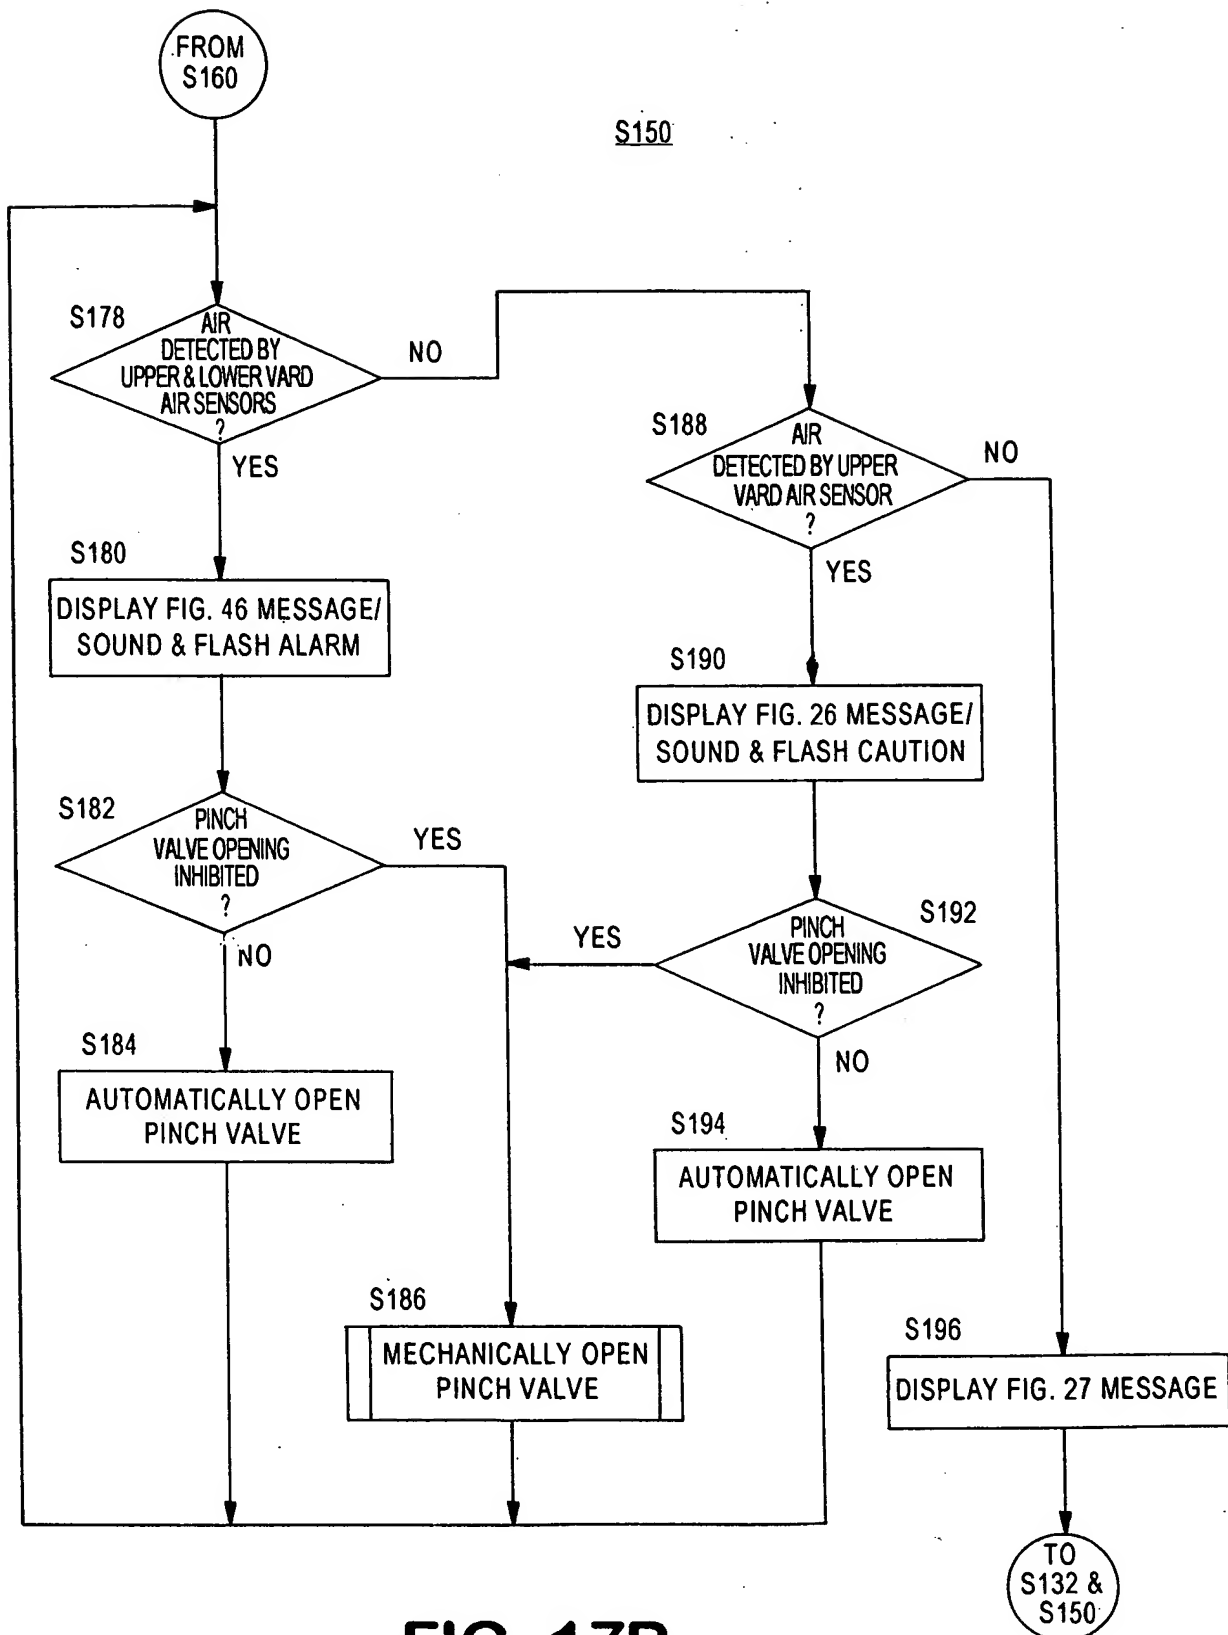 FROM
S160
S150
S178
AIR
DETECTED BY
UPPER & LOWER VARD
AIR SENSORS
?
NO
YES
S188
AIR
DETECTED BY UPPER
VARD AIR SENSOR
?
NO
YES
S180
DISPLAY FIG. 46 MESSAGE/
SOUND & FLASH ALARM
S190
DISPLAY FIG. 26 MESSAGE/
SOUND & FLASH CAUTION
S182
PINCH
VALVE OPENING
INHIBITED
?
YES
NO
S192
PINCH
VALVE OPENING
INHIBITED
?
YES
NO
S184
AUTOMATICALLY OPEN
PINCH VALVE
S194
AUTOMATICALLY OPEN
PINCH VALVE
S186
MECHANICALLY OPEN
PINCH VALVE
S196
DISPLAY FIG. 27 MESSAGE
TO
S132 &
S150
FIG. 17B